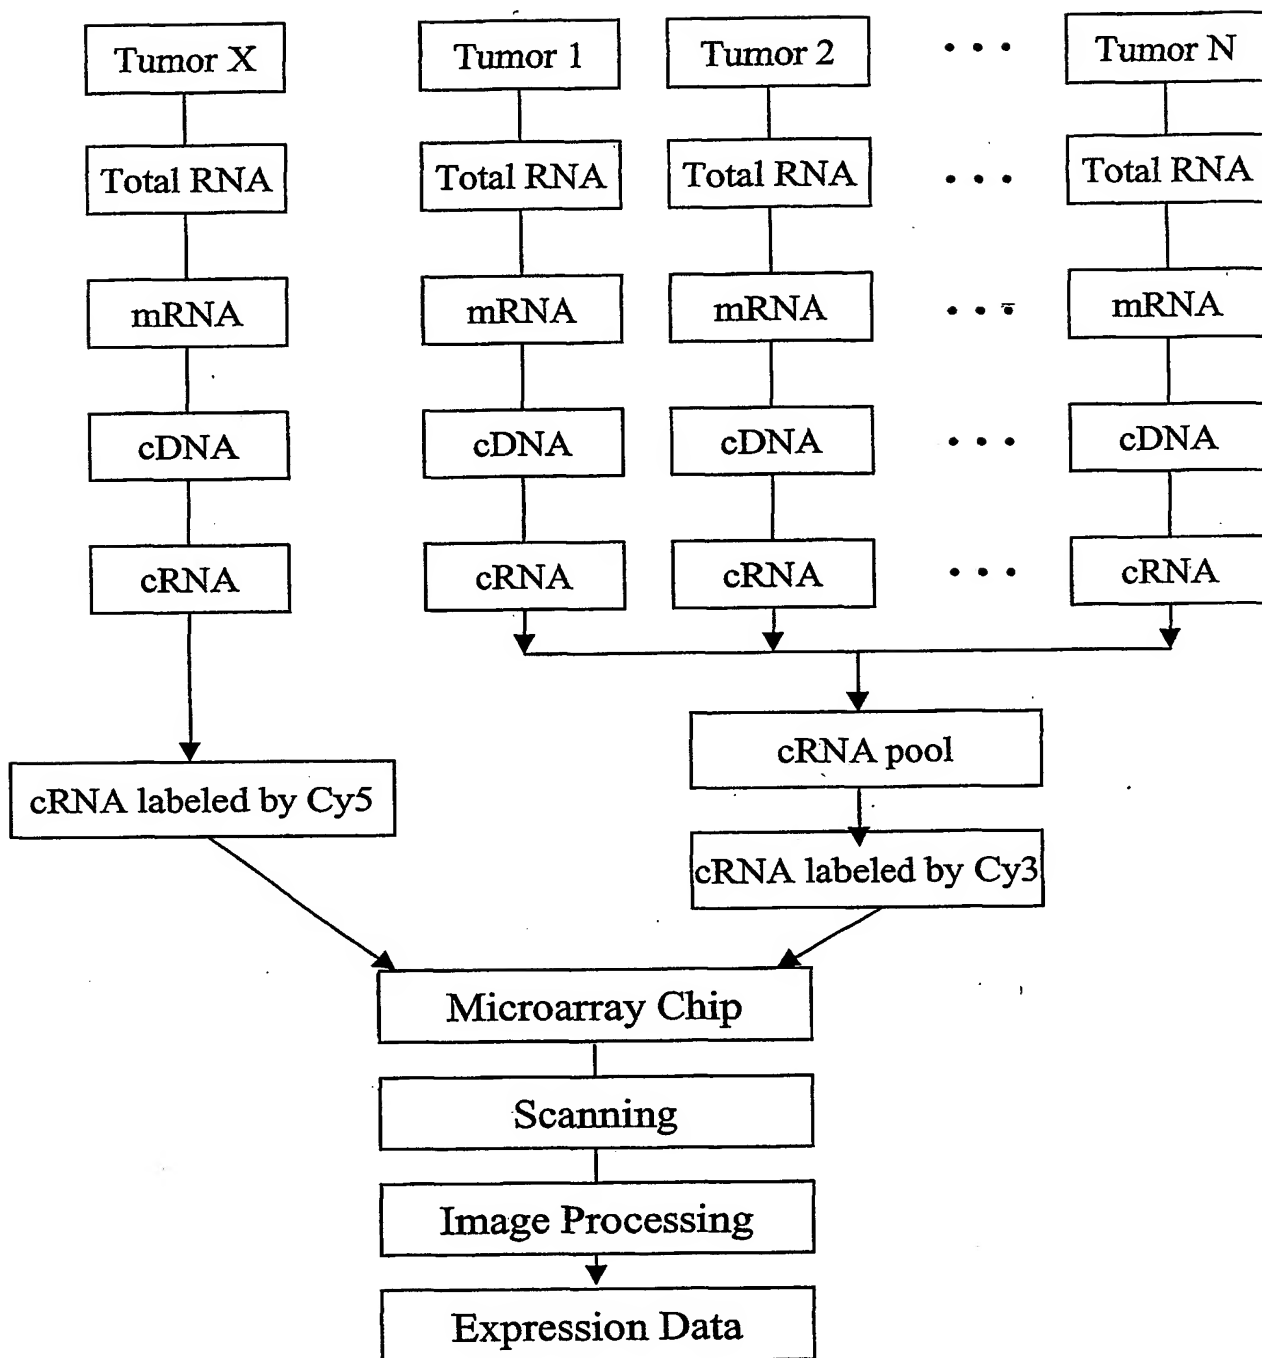 Tumor X
Tumor 1
Tumor 2
• • •
Tumor N
Total RNA
Total RNA
Total RNA
• • •
Total RNA
mRNA
mRNA
mRNA
• • •
mRNA
cDNA
cDNA
cDNA
• • •
cDNA
cRNA
cRNA
cRNA
• • •
cRNA
cRNA pool
cRNA labeled by Cy5
cRNA labeled by Cy3
Microarray Chip
Scanning
Image Processing
Expression Data